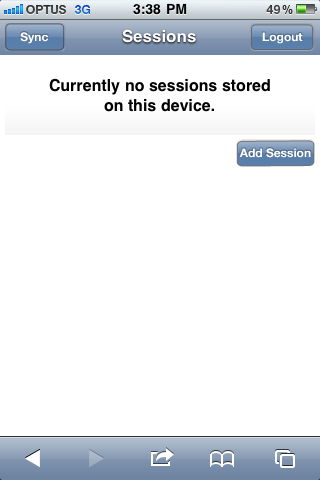 OPTUS 3G 3:38 PM 49%
Sync Sessions Logout
Currently no sessions stored
on this device.
Add Session